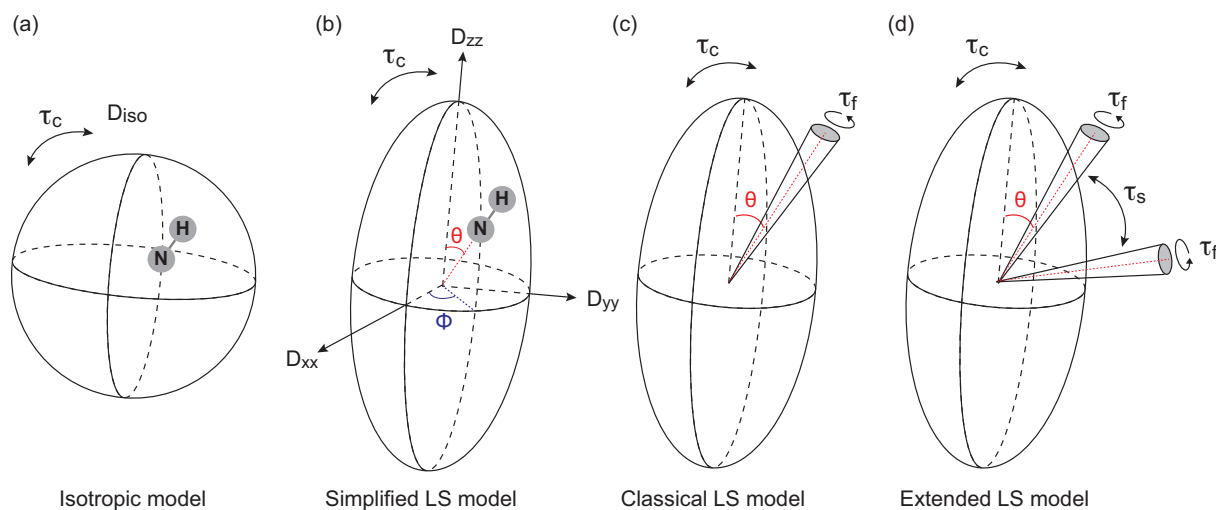 (a)
τc
Diso
H
N
Isotropic model
(b)
τc
Dzz
H
N
θ
Dyy
Φ
Dxx
Simplified LS model
(c)
τc
τf
θ
Classical LS model
(d)
τc
τf
θ
τs
τf
Extended LS model